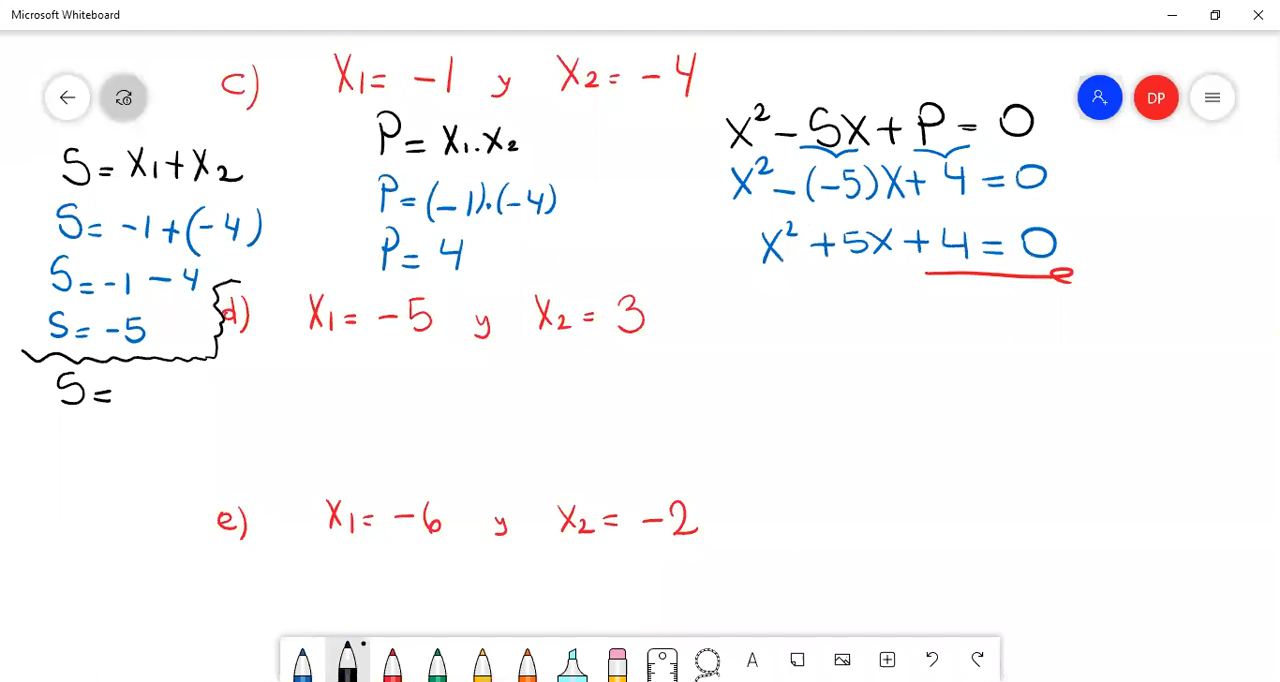 Microsoft Whiteboard
c) X1 = -1 y X2 = -4
DP
S = X1 + X2
S = -1 + (-4)
S = -1 - 4
S = -5
P = X1 . X2
P = (-1).(-4)
P = 4
X² - SX + P = 0
X² - (-5)X + 4 = 0
X² + 5X + 4 = 0
d) X1 = -5 y X2 = 3
S =
e) X1 = -6 y X2 = -2
A